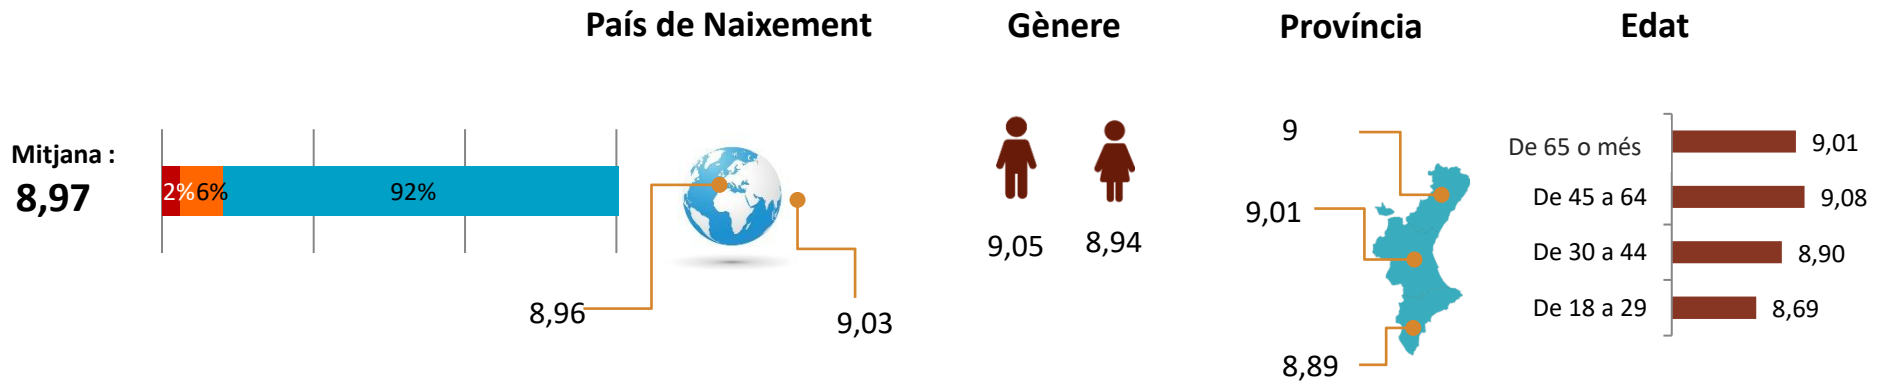 País de Naixement
Gènere
Província
Edat
Mitjana :
8,97
2%
6%
92%
8,96
9,03
9,05
8,94
9
9,01
8,89
De 65 o més
9,01
De 45 a 64
9,08
De 30 a 44
8,90
De 18 a 29
8,69